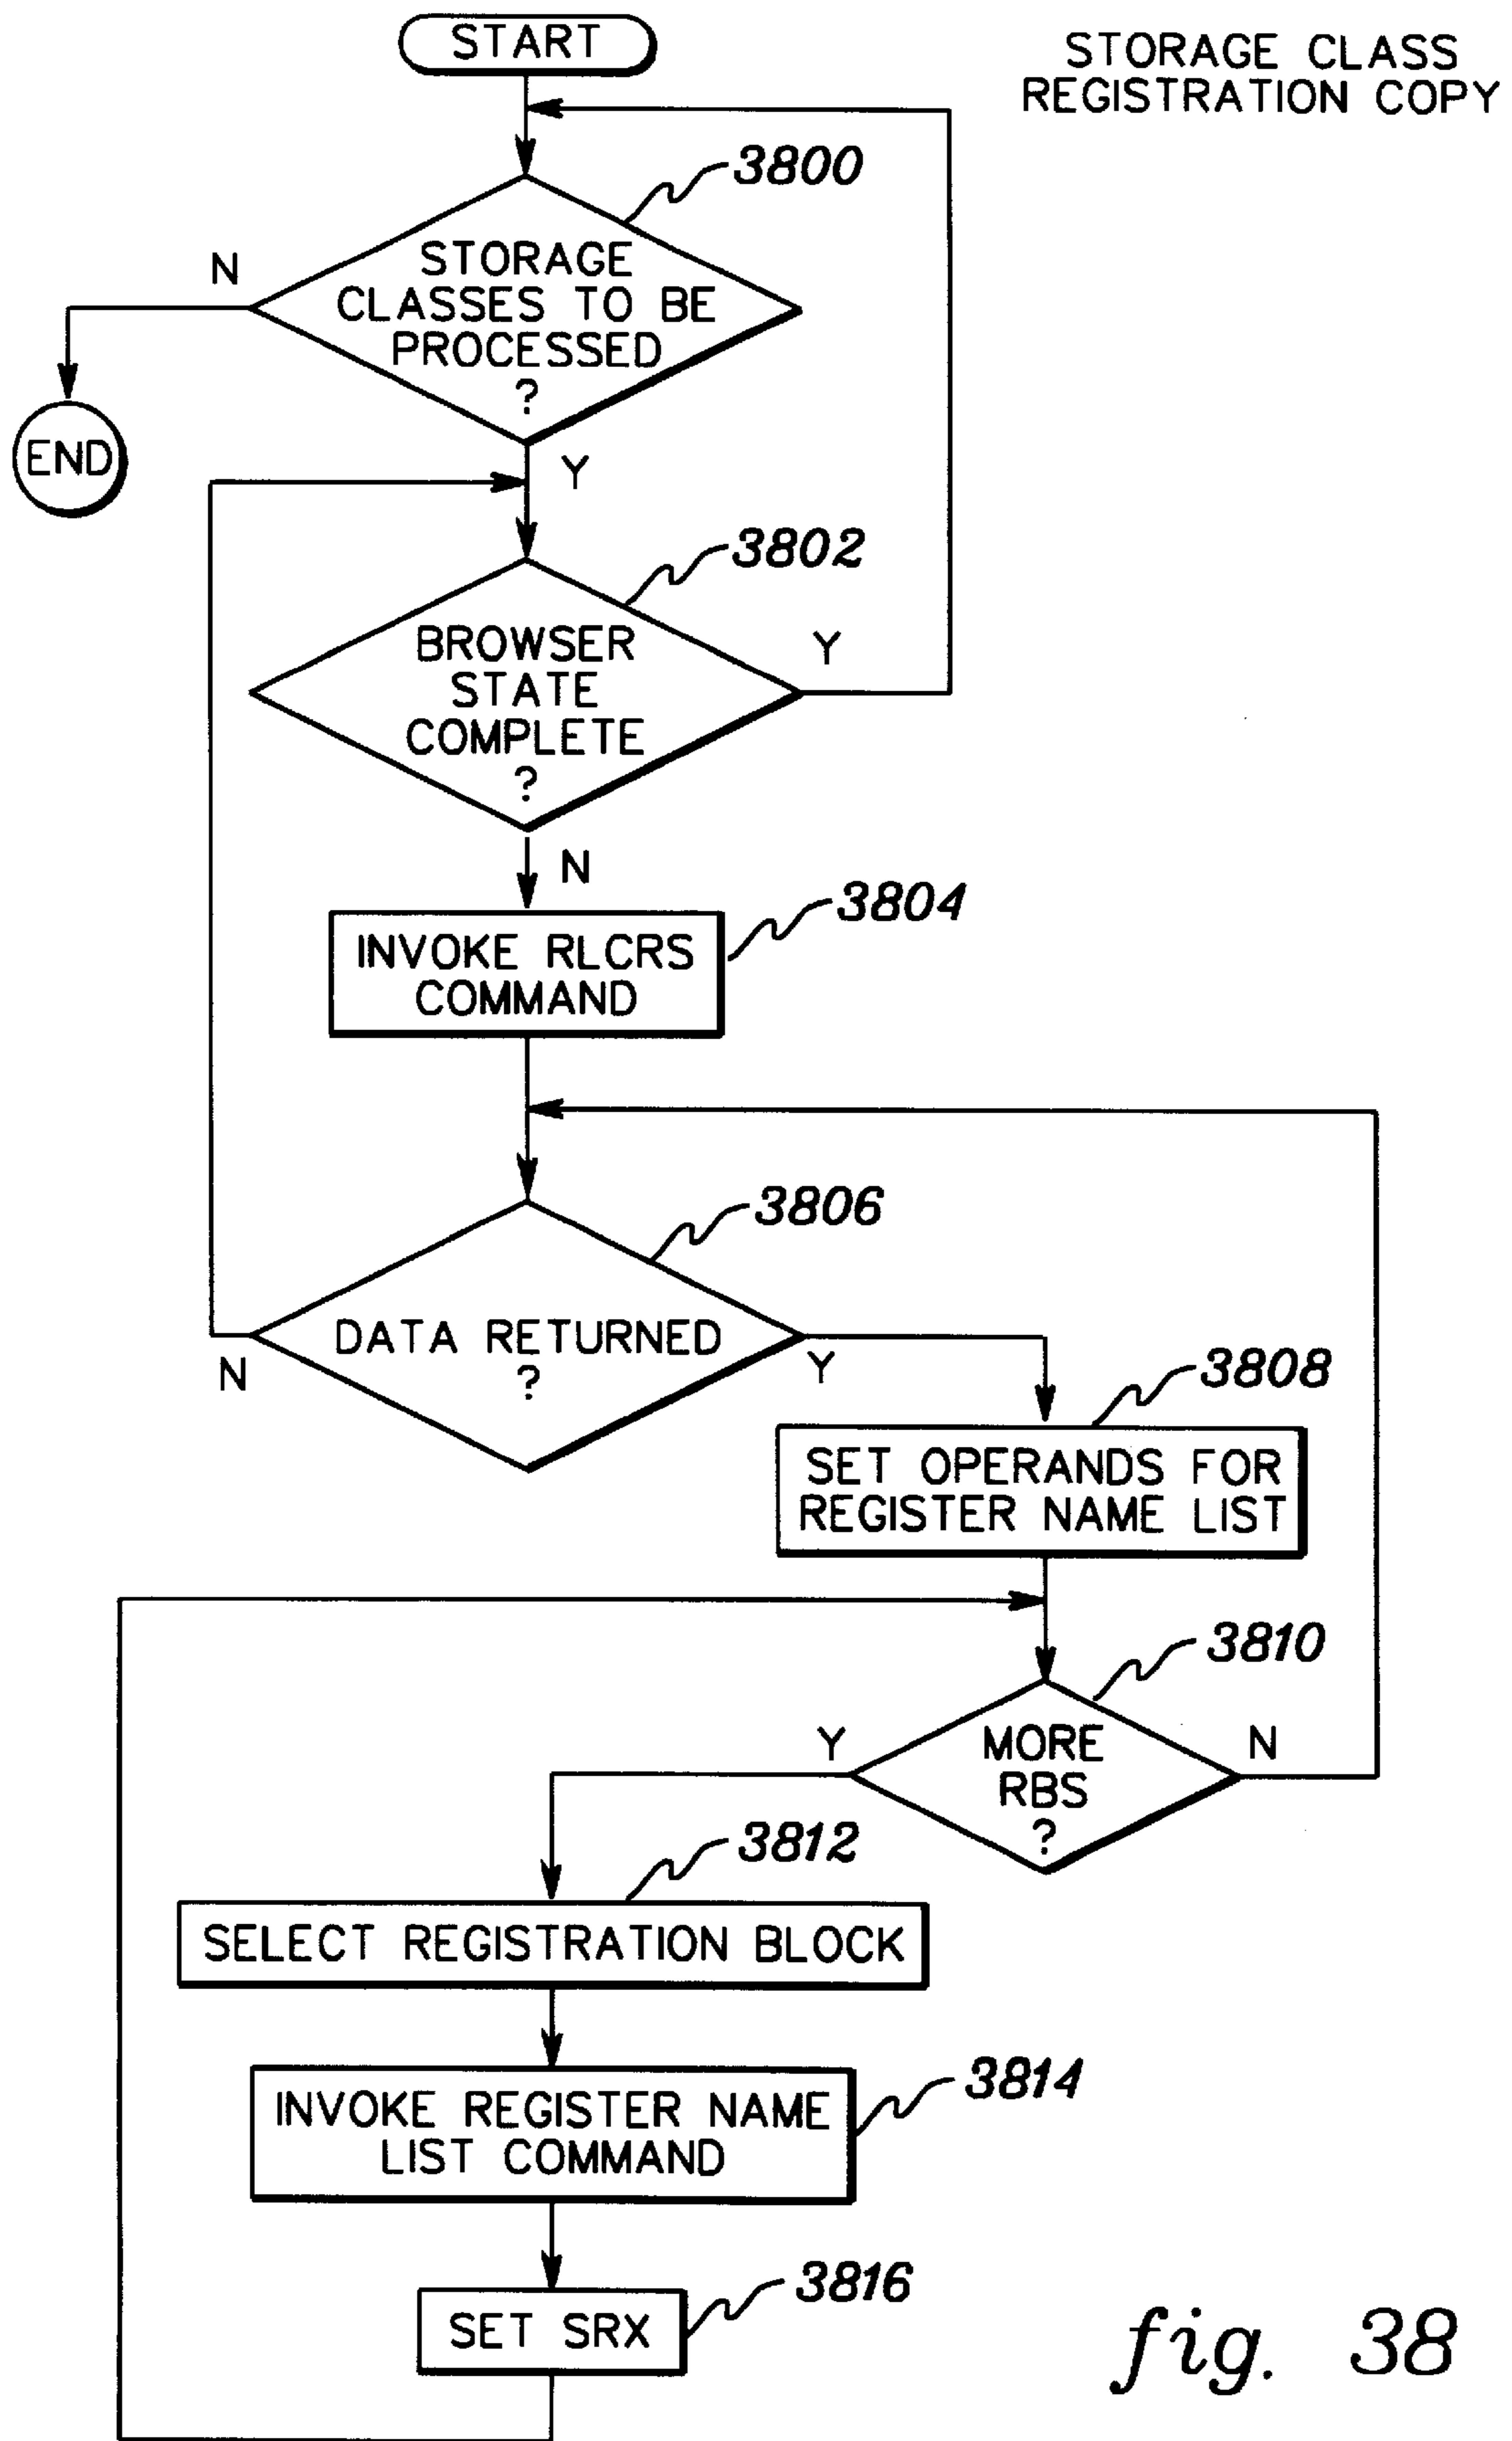 START
STORAGE CLASS
REGISTRATION COPY
3800
N
STORAGE
CLASSES TO BE
PROCESSED
?
END
Y
3802
BROWSER
STATE
COMPLETE
?
Y
N
3804
INVOKE RLCRS
COMMAND
3806
DATA RETURNED
?
N
Y
3808
SET OPERANDS FOR
REGISTER NAME LIST
3810
Y
MORE
RBS
?
N
3812
SELECT REGISTRATION BLOCK
3814
INVOKE REGISTER NAME
LIST COMMAND
3816
SET SRX
fig. 38